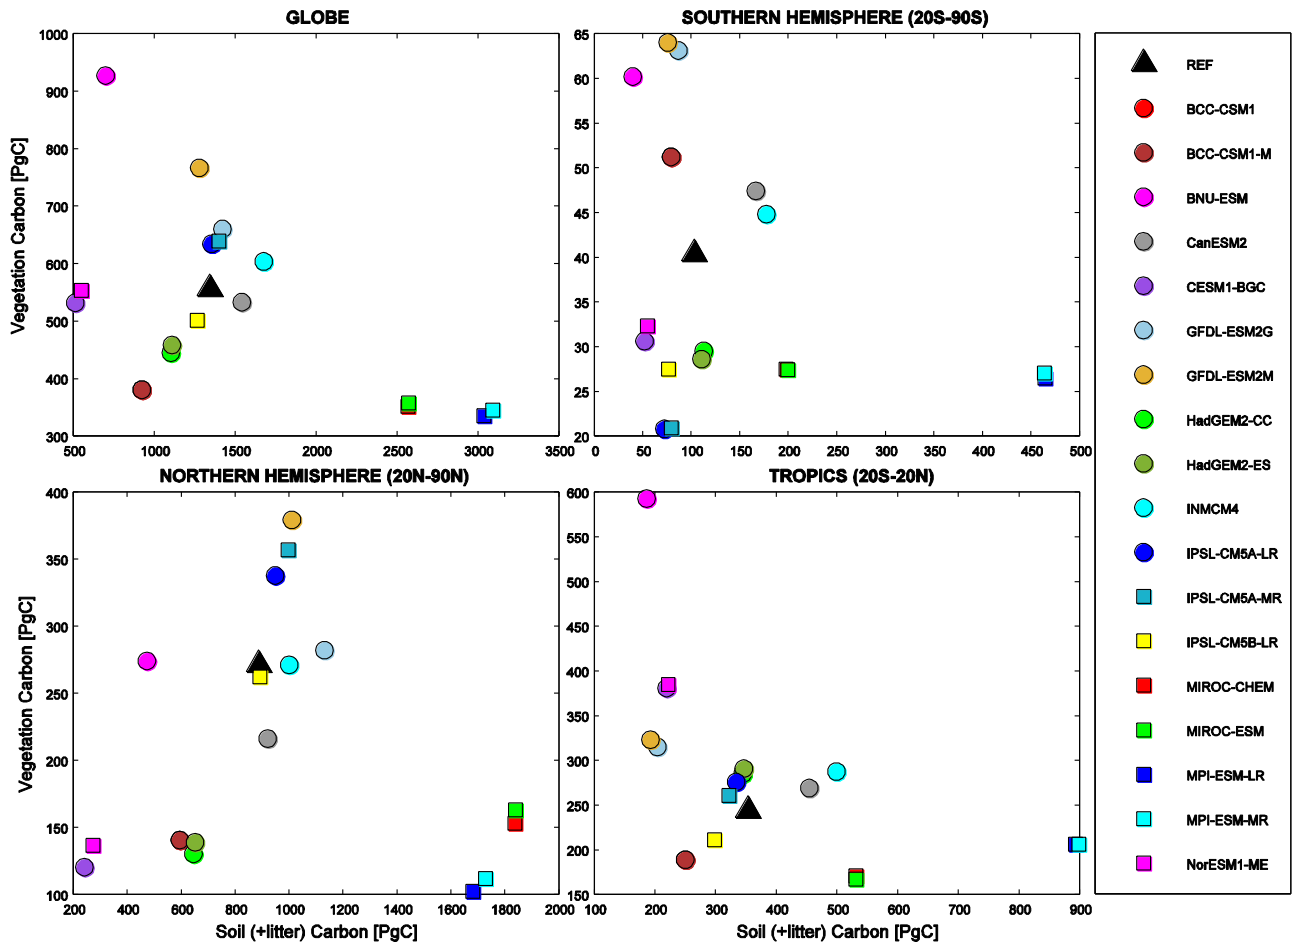 GLOBE
SOUTHERN HEMISPHERE (20S-90S)
Vegetation Carbon [PgC]
1000
900
800
700
600
500
400
300
500 1000 1500 2000 2500 3000 3500
65
60
55
50
45
40
35
30
25
20
0 50 100 150 200 250 300 350 400 450 500
NORTHERN HEMISPHERE (20N-90N)
TROPICS (20S-20N)
Vegetation Carbon [PgC]
400
350
300
250
200
150
100
200 400 600 800 1000 1200 1400 1600 1800 2000
Soil (+litter) Carbon [PgC]
600
550
500
450
400
350
300
250
200
150
100 200 300 400 500 600 700 800 900
Soil (+litter) Carbon [PgC]
REF
BCC-CSM1
BCC-CSM1-M
BNU-ESM
CanESM2
CESM1-BGC
GFDL-ESM2G
GFDL-ESM2M
HadGEM2-CC
HadGEM2-ES
INMCM4
IPSL-CM5A-LR
IPSL-CM5A-MR
IPSL-CM5B-LR
MIROC-CHEM
MIROC-ESM
MPI-ESM-LR
MPI-ESM-MR
NorESM1-ME